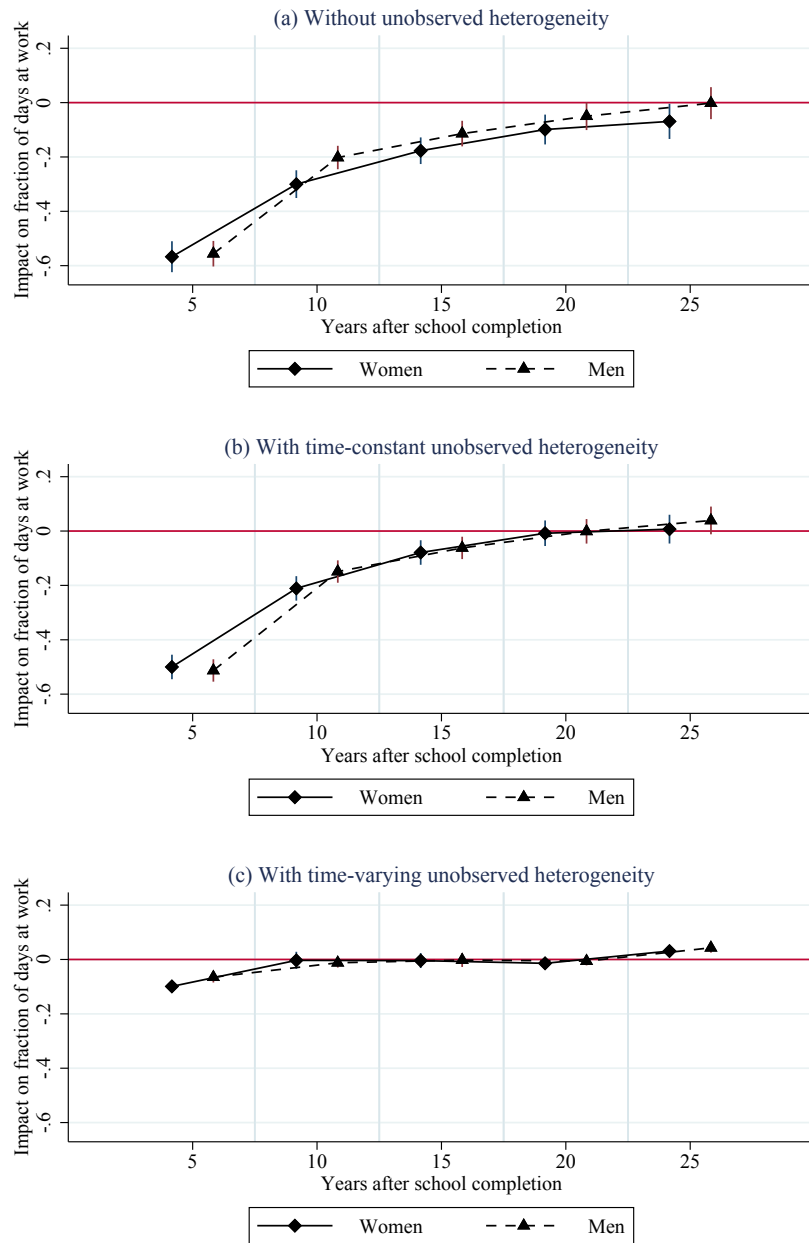 (a) Without unobserved heterogeneity
Impact on fraction of days at work
.2
0
-.2
-.4
-.6
5 10 15 20 25
Years after school completion
Women Men
(b) With time-constant unobserved heterogeneity
Impact on fraction of days at work
.2
0
-.2
-.4
-.6
5 10 15 20 25
Years after school completion
Women Men
(c) With time-varying unobserved heterogeneity
Impact on fraction of days at work
.2
0
-.2
-.4
-.6
5 10 15 20 25
Years after school completion
Women Men